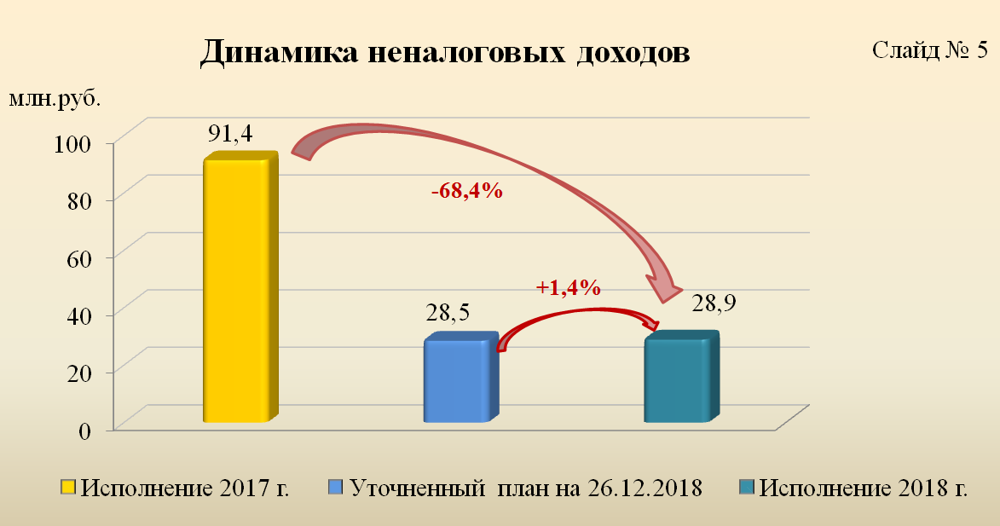 Динамика неналоговых доходов
Слайд № 5
млн.руб.
100
80
60
40
20
0
91,4
-68,4%
28,5
+1,4%
28,9
Исполнение 2017 г.
Уточненный план на 26.12.2018
Исполнение 2018 г.